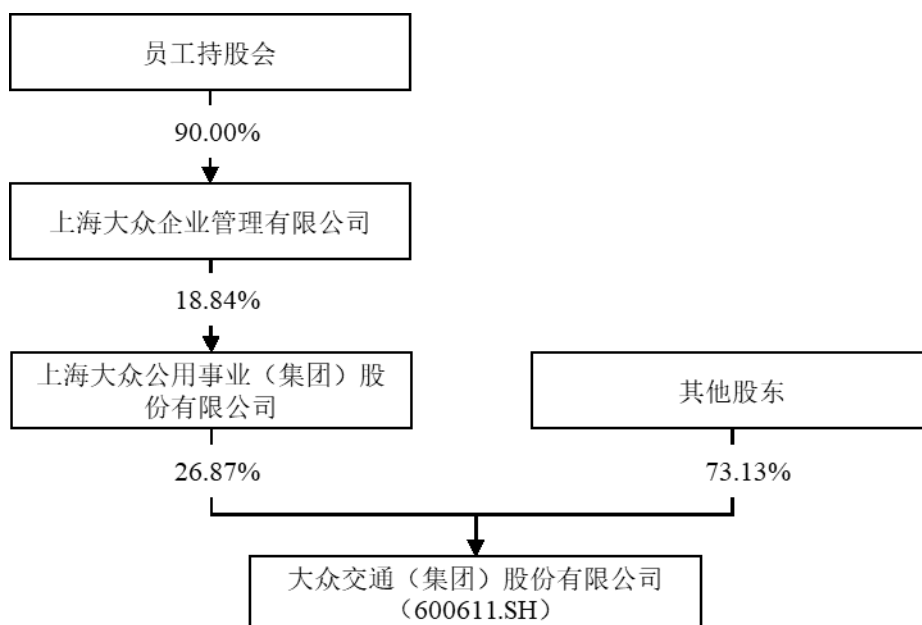 员工持股会
90.00%
上海大众企业管理有限公司
18.84%
上海大众公用事业（集团）股
份有限公司
其他股东
26.87%
73.13%
大众交通（集团）股份有限公司
（600611.SH）